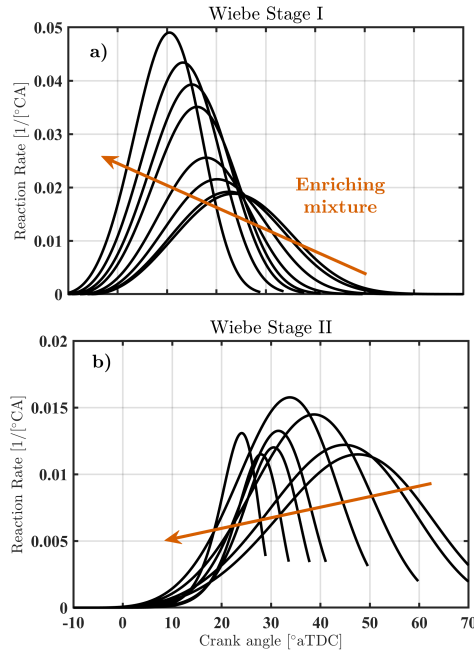 Wiebe Stage I
a)
Reaction Rate [1/[°CA]
0.05
0.04
0.03
0.02
0.01
0
Enriching
mixture
Wiebe Stage II
b)
Reaction Rate [1/[°CA]
0.02
0.015
0.01
0.005
0
-10 0 10 20 30 40 50 60 70
Crank angle [°aTDC]